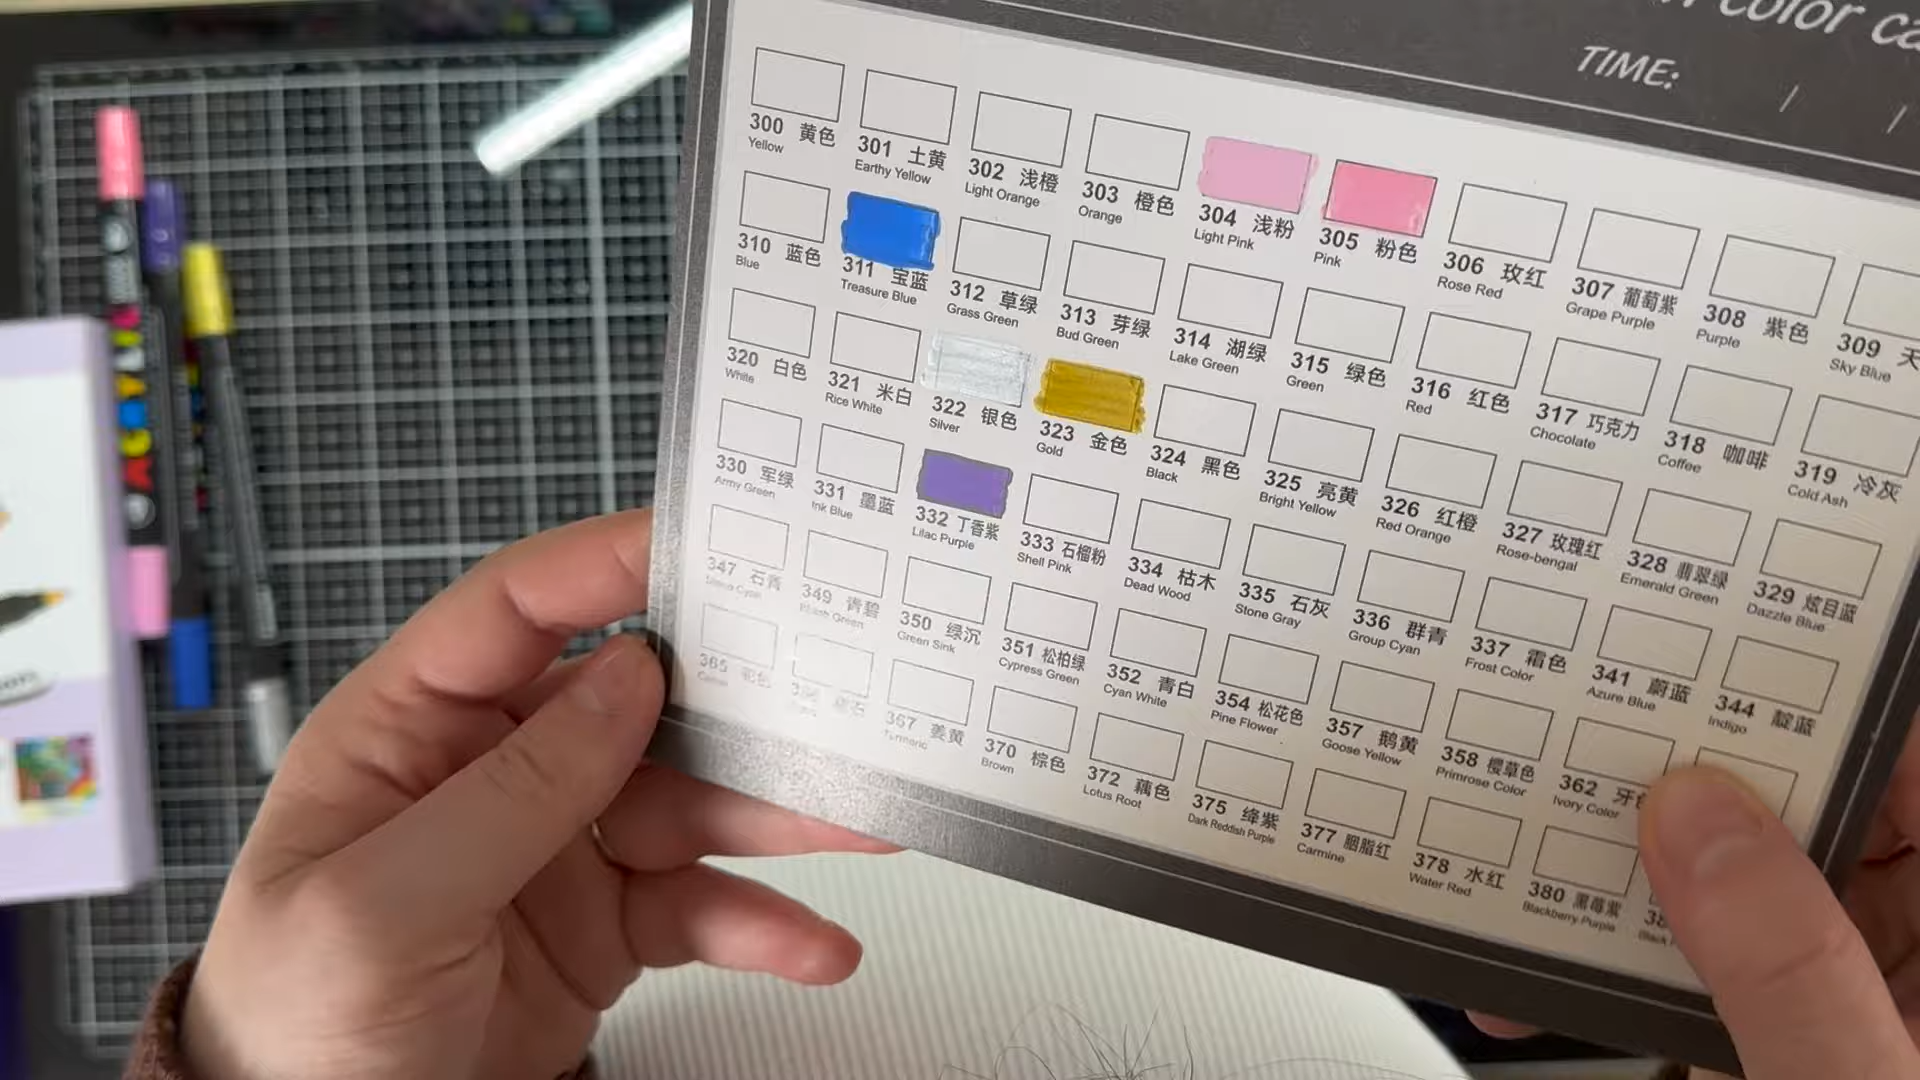 color
TIME: / /
300 黄色
Yellow
301 土黄
Earthy Yellow
302 浅橙
Light Orange
303 橙色
Orange
304 浅粉
Light Pink
305 粉色
Pink
306 玫红
Rose Red
307 葡萄紫
Grape Purple
308 紫色
Purple
309 天
Sky Blue
310 蓝色
Blue
311 宝蓝
Treasure Blue
312 草绿
Grass Green
313 芽绿
Bud Green
314 湖绿
Lake Green
315 绿色
Green
316 红色
Red
317 巧克力
Chocolate
318 咖啡
Coffee
319 冷灰
Cold Ash
320 白色
White
321 米白
Rice White
322 银色
Silver
323 金色
Gold
324 黑色
Black
325 亮黄
Bright Yellow
326 红橙
Red Orange
327 玫瑰红
Rose-bengal
328 翡翠绿
Emerald Green
329 炫目蓝
Dazzle Blue
330 军绿
Army Green
331 墨蓝
Ink Blue
332 丁香紫
Lilac Purple
333 石榴粉
Shell Pink
334 枯木
Dead Wood
335 石灰
Stone Gray
336 群青
Group Cyan
337 霜色
Frost Color
341 蔚蓝
Azure Blue
344 靛蓝
Indigo
347 石青
349 青碧
350 绿沉
Green Sink
351 松柏绿
Cypress Green
352 青白
Cyan White
354 松花色
Pine Flower
357 鹅黄
Goose Yellow
358 樱草色
Primrose Color
362 牙色
Ivory Color
365 驼色
367 姜黄
Turmeric
370 棕色
Brown
372 藕色
Lotus Root
375 绛紫
Dark Reddish Purple
377 胭脂红
Carmine
378 水红
Water Red
380 黑莓紫
Blackberry Purple